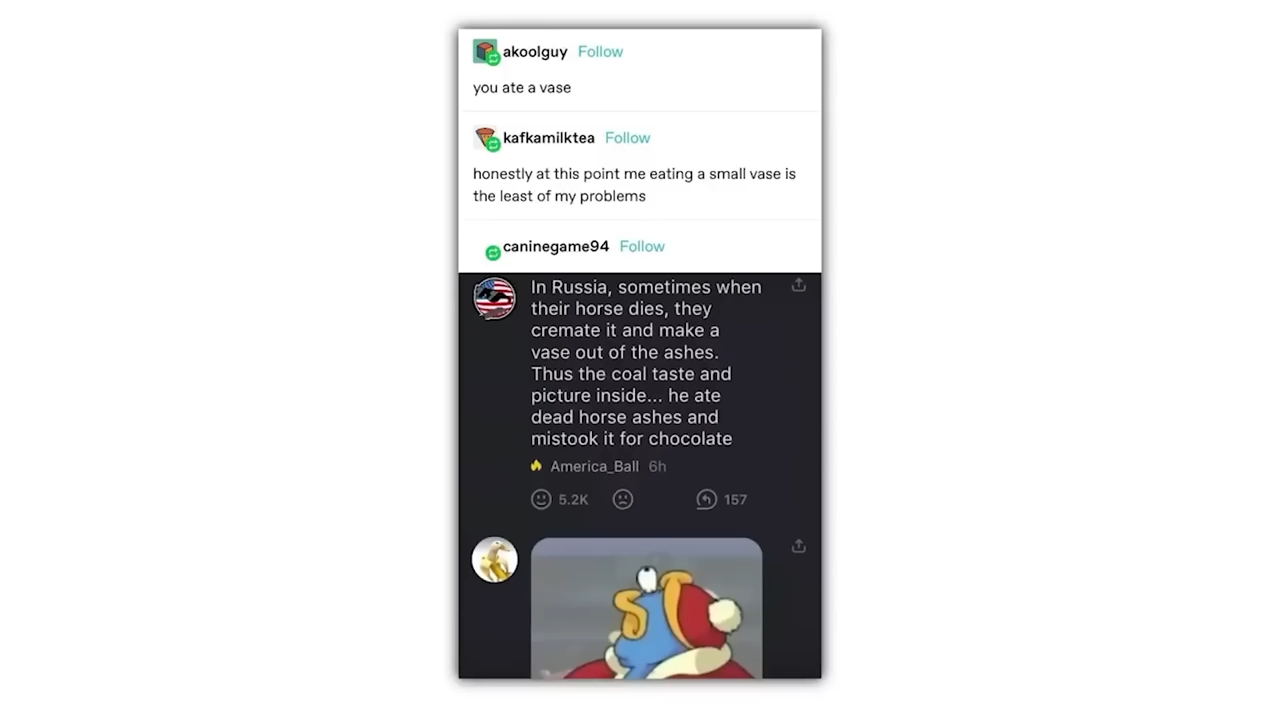 akoolguy Follow
you ate a vase
kafkamilktea Follow
honestly at this point me eating a small vase is
the least of my problems
caninegame94 Follow
In Russia, sometimes when
their horse dies, they
cremate it and make a
vase out of the ashes.
Thus the coal taste and
picture inside... he ate
dead horse ashes and
mistook it for chocolate
America_Ball 6h
5.2K 157